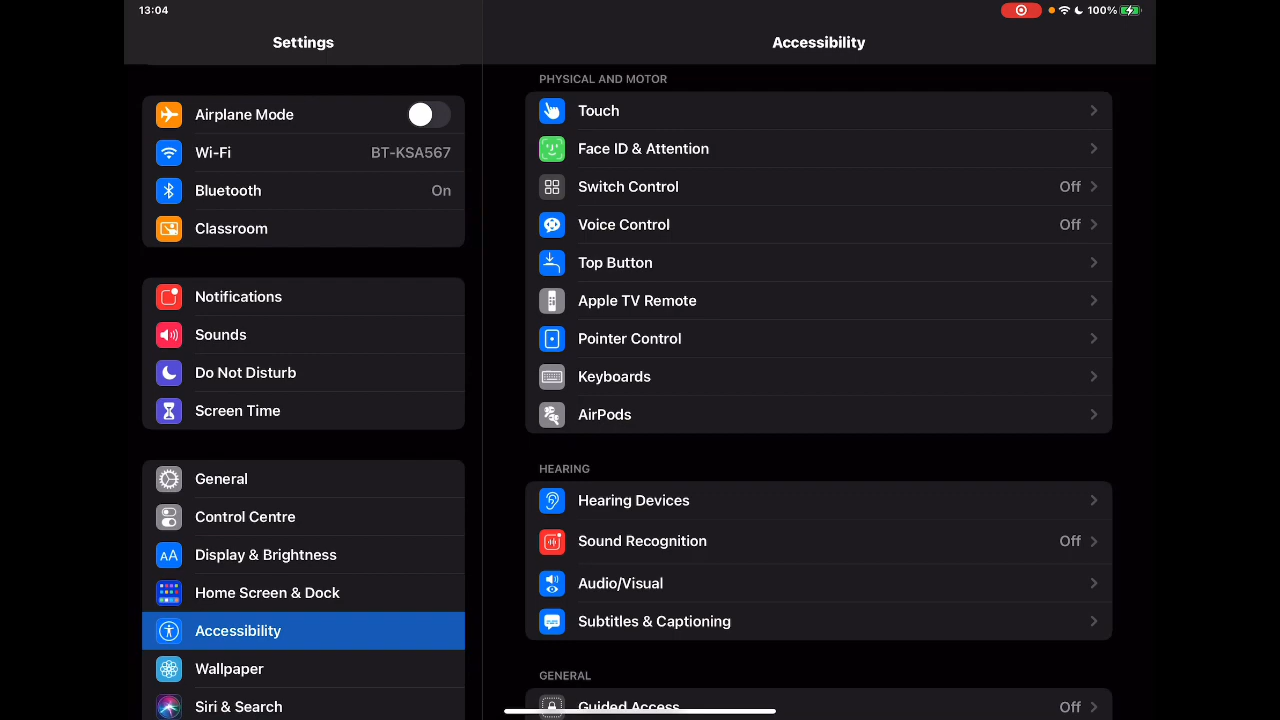 13:04
100%
Settings
Accessibility
Airplane Mode
Wi-Fi BT-KSA567
Bluetooth On
Classroom
Notifications
Sounds
Do Not Disturb
Screen Time
General
Control Centre
AA Display & Brightness
Home Screen & Dock
Accessibility
Wallpaper
Siri & Search
PHYSICAL AND MOTOR
Touch
Face ID & Attention
Switch Control Off
Voice Control Off
Top Button
Apple TV Remote
Pointer Control
Keyboards
AirPods
HEARING
Hearing Devices
Sound Recognition Off
Audio/Visual
Subtitles & Captioning
GENERAL
Guided Access Off